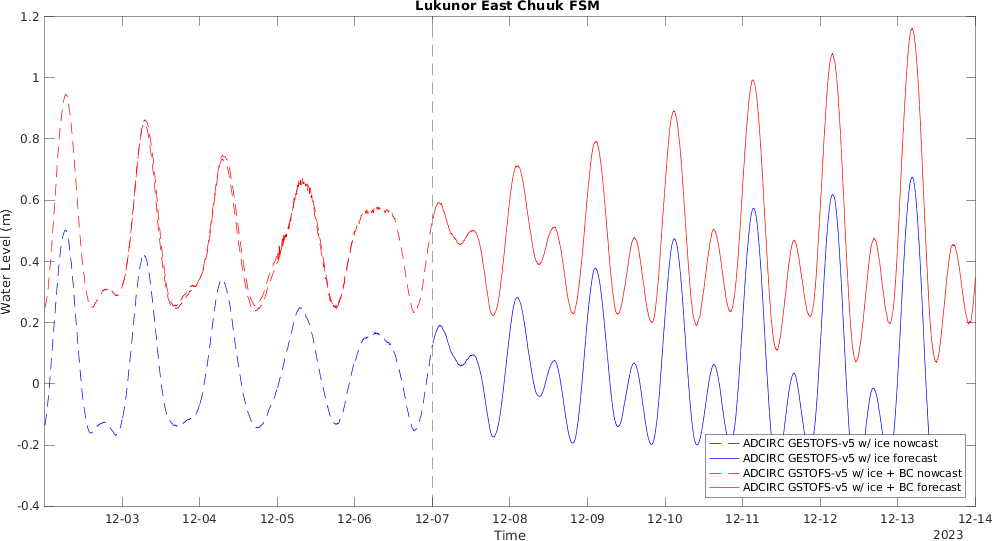 Lukunor East Chuuk FSM
Water Level (m)
1.2
1
0.8
0.6
0.4
0.2
0
-0.2
-0.4
ADCIRC GESTOFS-v5 w/ ice nowcast
ADCIRC GESTOFS-v5 w/ ice forecast
ADCIRC GSTOFS-v5 w/ ice + BC nowcast
ADCIRC GSTOFS-v5 w/ ice + BC forecast
12-03 12-04 12-05 12-06 12-07 12-08 12-09 12-10 12-11 12-12 12-13 12-14
Time
2023